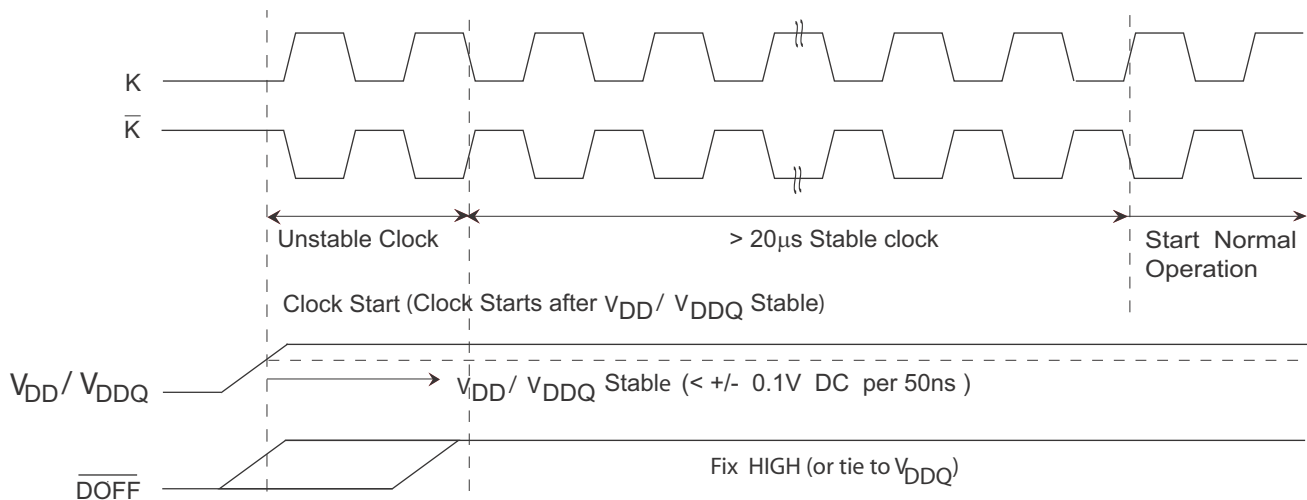 K
K̅
Unstable Clock
> 20μs Stable clock
Start Normal
Operation
Clock Start (Clock Starts after VDD / VDDQ Stable)
VDD / VDDQ
VDD / VDDQ Stable (< +/- 0.1V DC per 50ns )
DOFF
Fix HIGH (or tie to VDDQ)